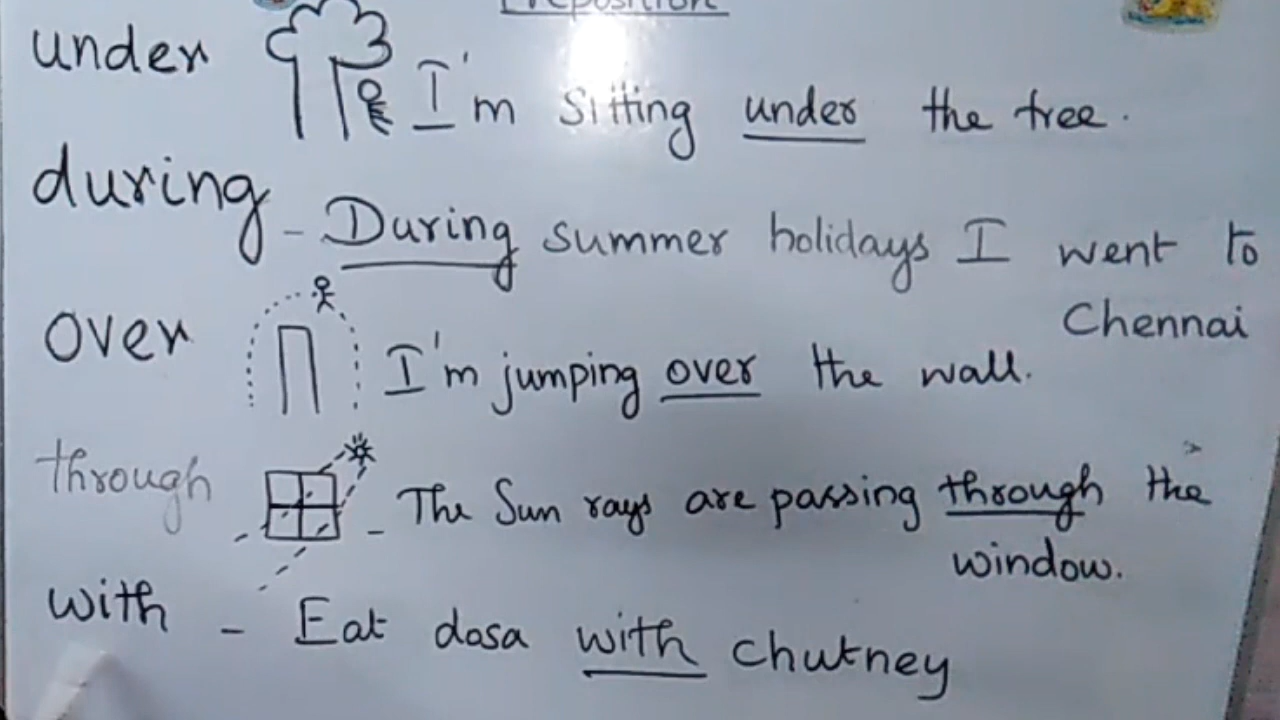 Preposition
under I'm sitting under the tree.
during - During summer holidays I went to
Chennai
over I'm jumping over the wall.
through - The Sun rays are passing through the
window.
with - Eat dosa with chutney